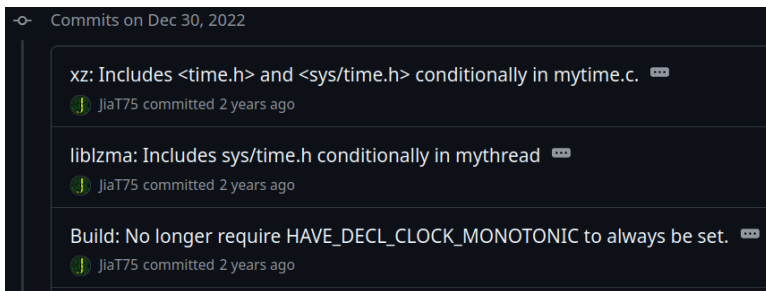 Commits on Dec 30, 2022
xz: Includes <time.h> and <sys/time.h> conditionally in mytime.c.
JiaT75 committed 2 years ago
liblzma: Includes sys/time.h conditionally in mythread
JiaT75 committed 2 years ago
Build: No longer require HAVE_DECL_CLOCK_MONOTONIC to always be set.
JiaT75 committed 2 years ago